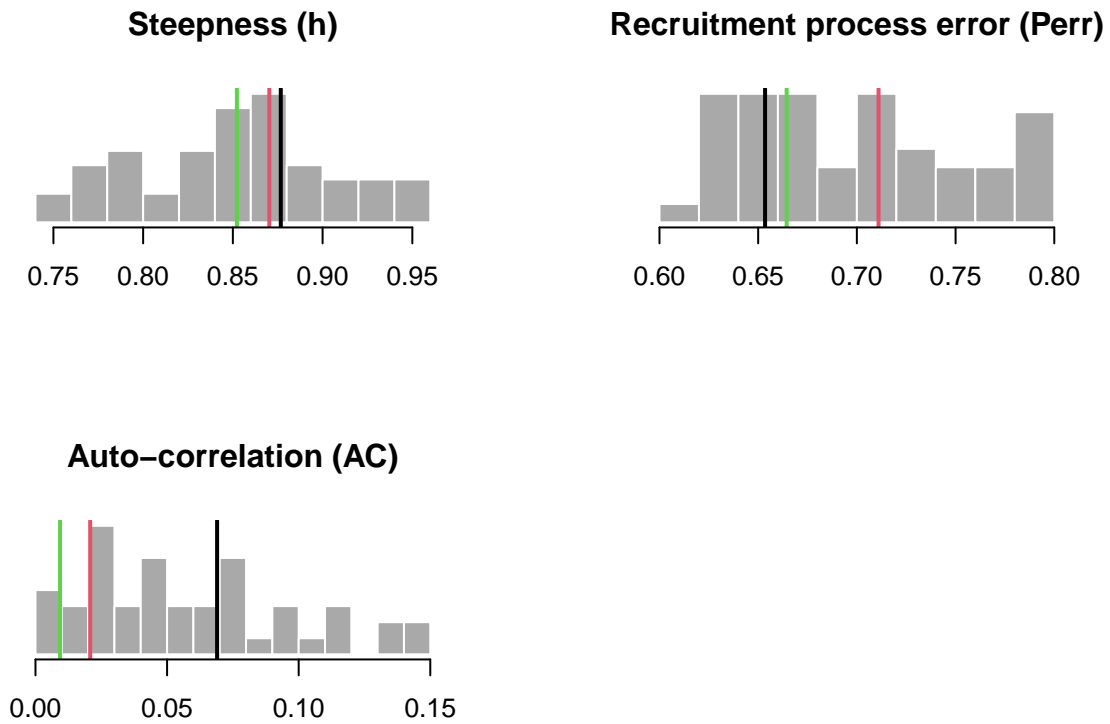 Steepness (h)
0.75 0.80 0.85 0.90 0.95
Recruitment process error (Perr)
0.60 0.65 0.70 0.75 0.80
Auto−correlation (AC)
0.00 0.05 0.10 0.15